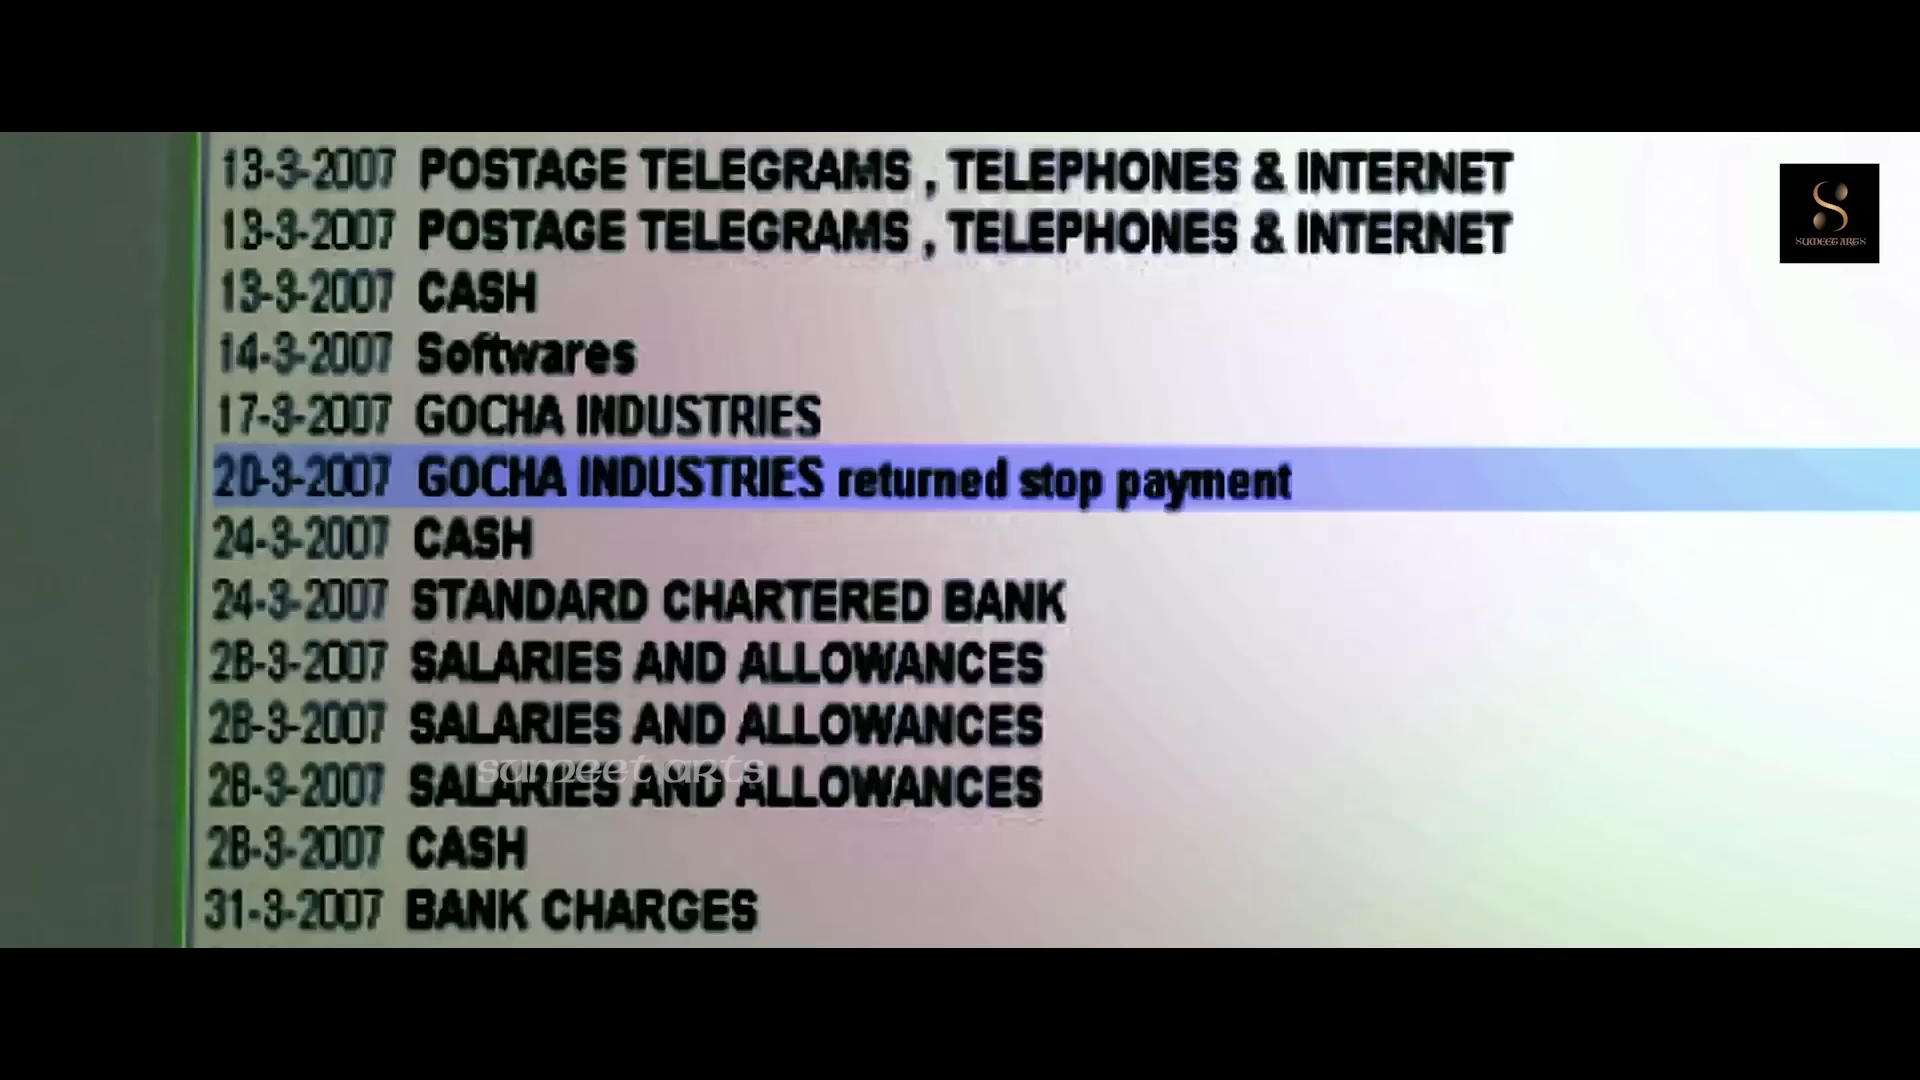 13-3-2007 POSTAGE TELEGRAMS , TELEPHONES & INTERNET
13-3-2007 POSTAGE TELEGRAMS , TELEPHONES & INTERNET
13-3-2007 CASH
14-3-2007 Softwares
17-3-2007 GOCHA INDUSTRIES
20-3-2007 GOCHA INDUSTRIES returned stop payment
24-3-2007 CASH
24-3-2007 STANDARD CHARTERED BANK
28-3-2007 SALARIES AND ALLOWANCES
28-3-2007 SALARIES AND ALLOWANCES
28-3-2007 SALARIES AND ALLOWANCES
28-3-2007 CASH
31-3-2007 BANK CHARGES
SUMEET ARTS
sumeet arts